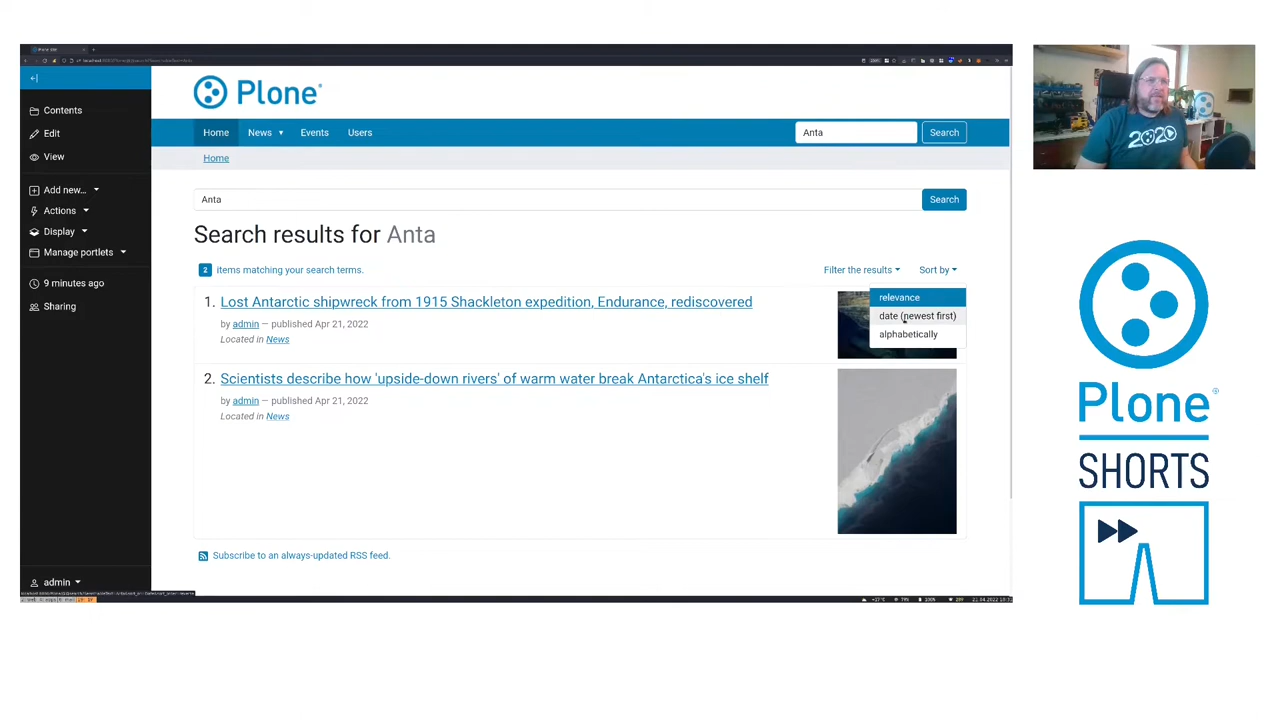 Plone
Contents
Edit
View
Add new...
Actions
Display
Manage portlets
9 minutes ago
Sharing
admin
Home News Events Users
Anta Search
Home
Anta Search
Search results for Anta
2 items matching your search terms.
Filter the results Sort by
relevance
date (newest first)
alphabetically
1. Lost Antarctic shipwreck from 1915 Shackleton expedition, Endurance, rediscovered
by admin — published Apr 21, 2022
Located in News
2. Scientists describe how 'upside-down rivers' of warm water break Antarctica's ice shelf
by admin — published Apr 21, 2022
Located in News
Subscribe to an always-updated RSS feed.
2020
Plone®
SHORTS